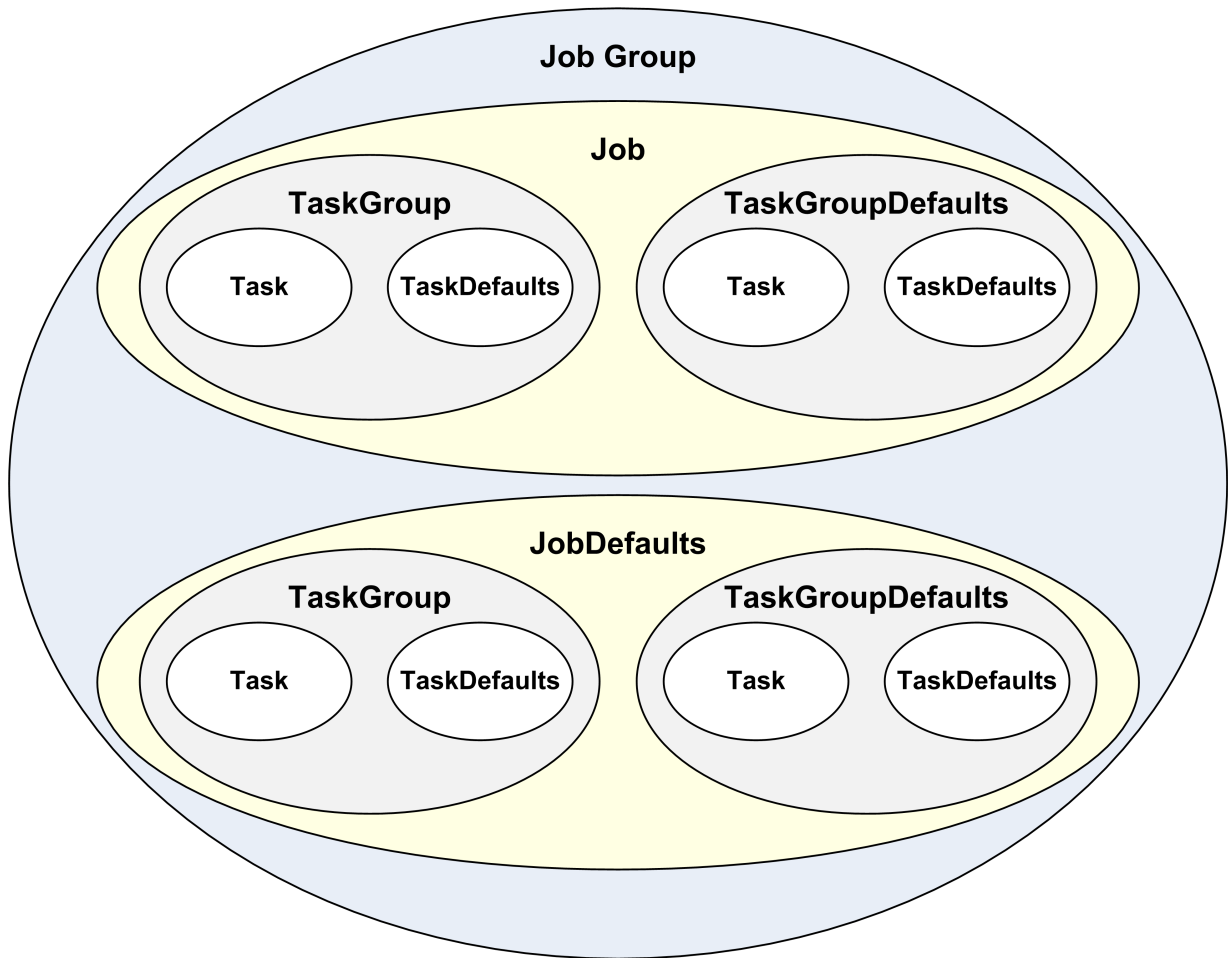 Job Group
Job
TaskGroup
TaskGroupDefaults
Task
TaskDefaults
Task
TaskDefaults
JobDefaults
TaskGroup
TaskGroupDefaults
Task
TaskDefaults
Task
TaskDefaults